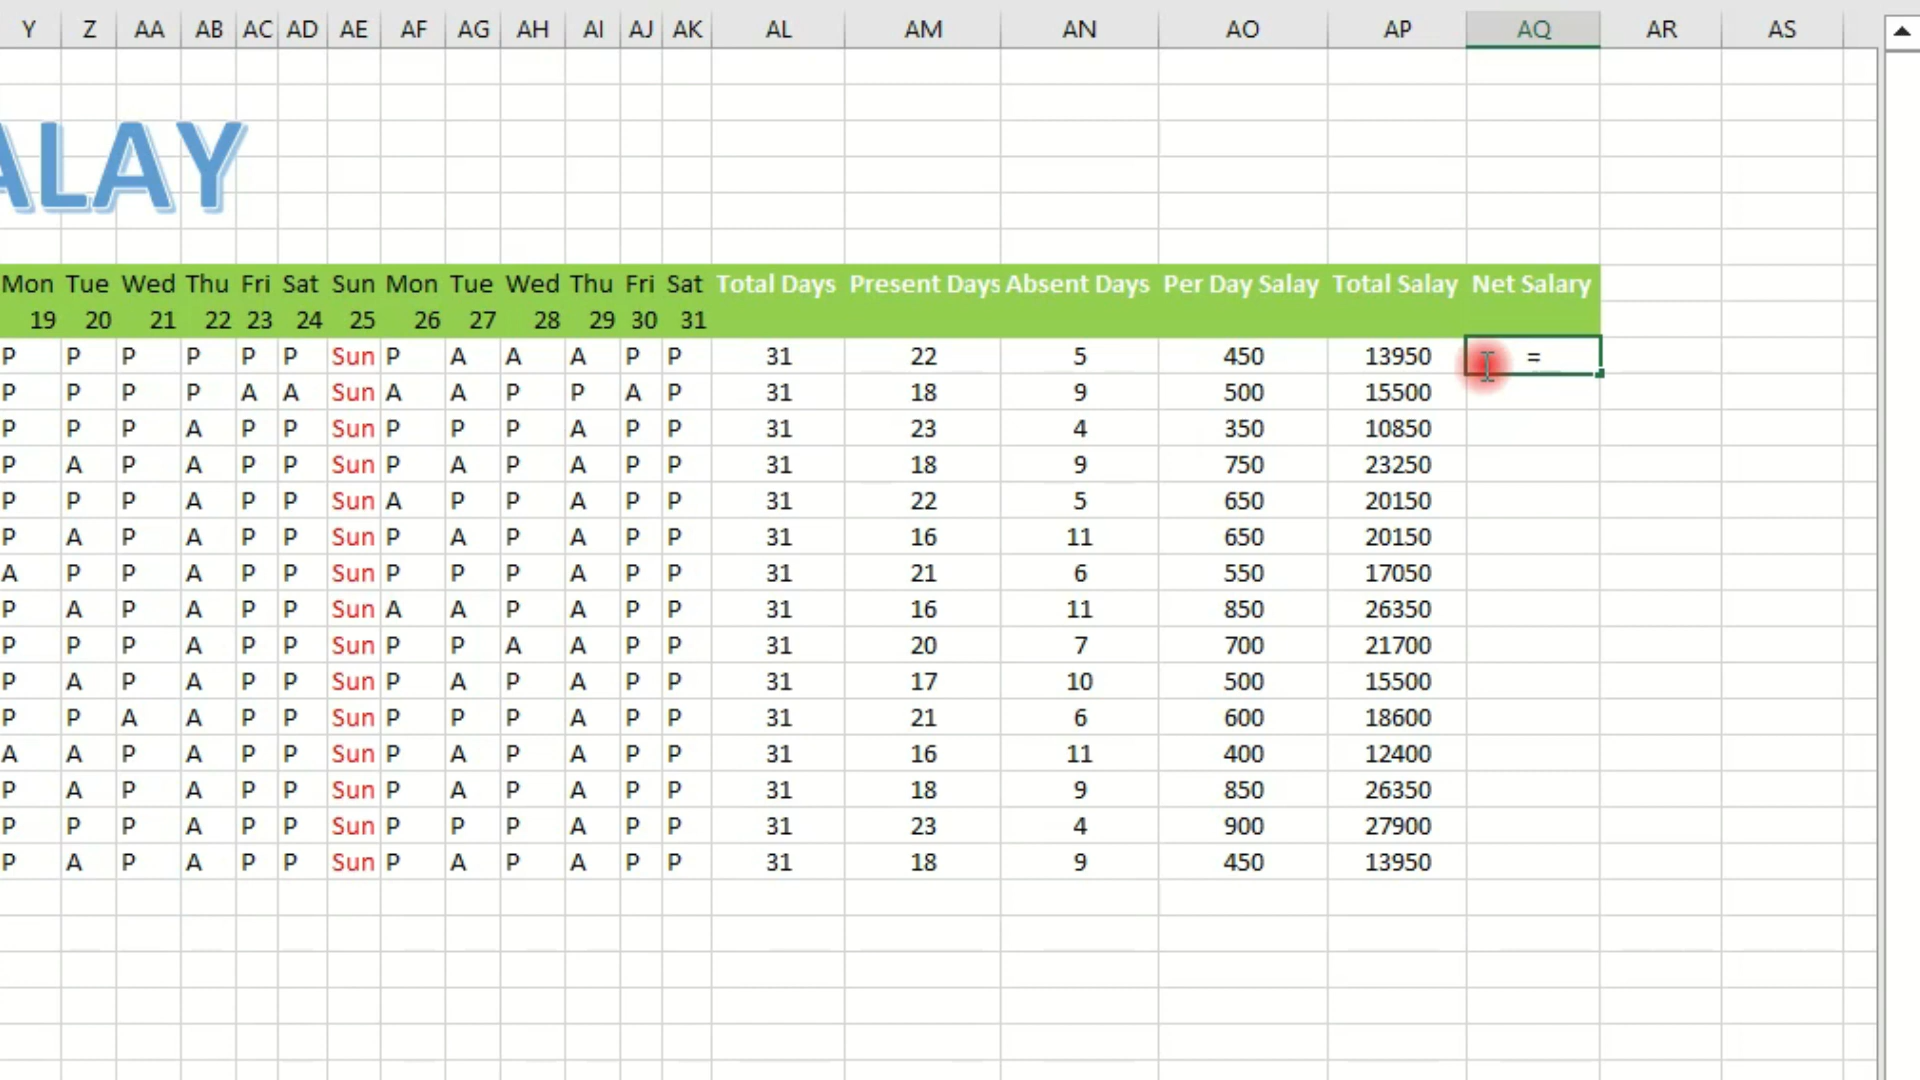 Y Z AA AB AC AD AE AF AG AH AI AJ AK AL AM AN AO AP AQ AR AS
ALAY
Mon Tue Wed Thu Fri Sat Sun Mon Tue Wed Thu Fri Sat Total Days Present Days Absent Days Per Day Salay Total Salay Net Salary
19 20 21 22 23 24 25 26 27 28 29 30 31
P P P P P P Sun P A A A P P 31 22 5 450 13950 =
P P P P A A Sun A A P P A P 31 18 9 500 15500
P P P A P P Sun P P P A P P 31 23 4 350 10850
P A P A P P Sun P A P A P P 31 18 9 750 23250
P P P A P P Sun A P P A P P 31 22 5 650 20150
P A P A P P Sun P A P A P P 31 16 11 650 20150
A P P A P P Sun P P P A P P 31 21 6 550 17050
P A P A P P Sun A A P A P P 31 16 11 850 26350
P P P A P P Sun P P A A P P 31 20 7 700 21700
P A P A P P Sun P A P A P P 31 17 10 500 15500
P P A A P P Sun P P P A P P 31 21 6 600 18600
A A P A P P Sun P A P A P P 31 16 11 400 12400
P A P A P P Sun P A P A P P 31 18 9 850 26350
P P P A P P Sun P P P A P P 31 23 4 900 27900
P A P A P P Sun P A P A P P 31 18 9 450 13950